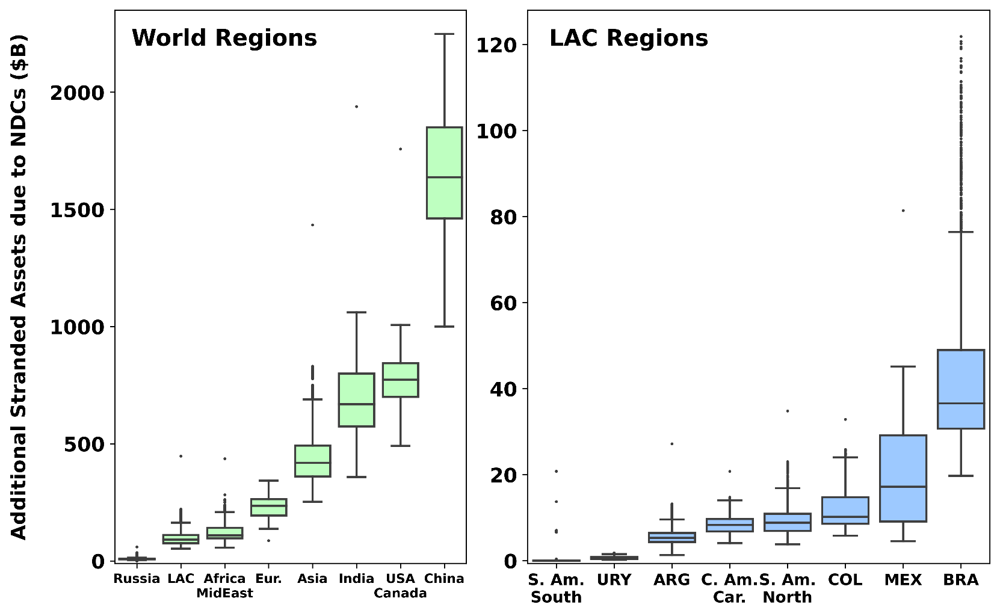 Additional Stranded Assets due to NDCs ($B)
World Regions
2000
1500
1000
500
0
Russia LAC Africa Eur. Asia India USA China
MidEast Canada
LAC Regions
120
100
80
60
40
20
0
S. Am. URY ARG C. Am. S. Am. COL MEX BRA
South Car. North